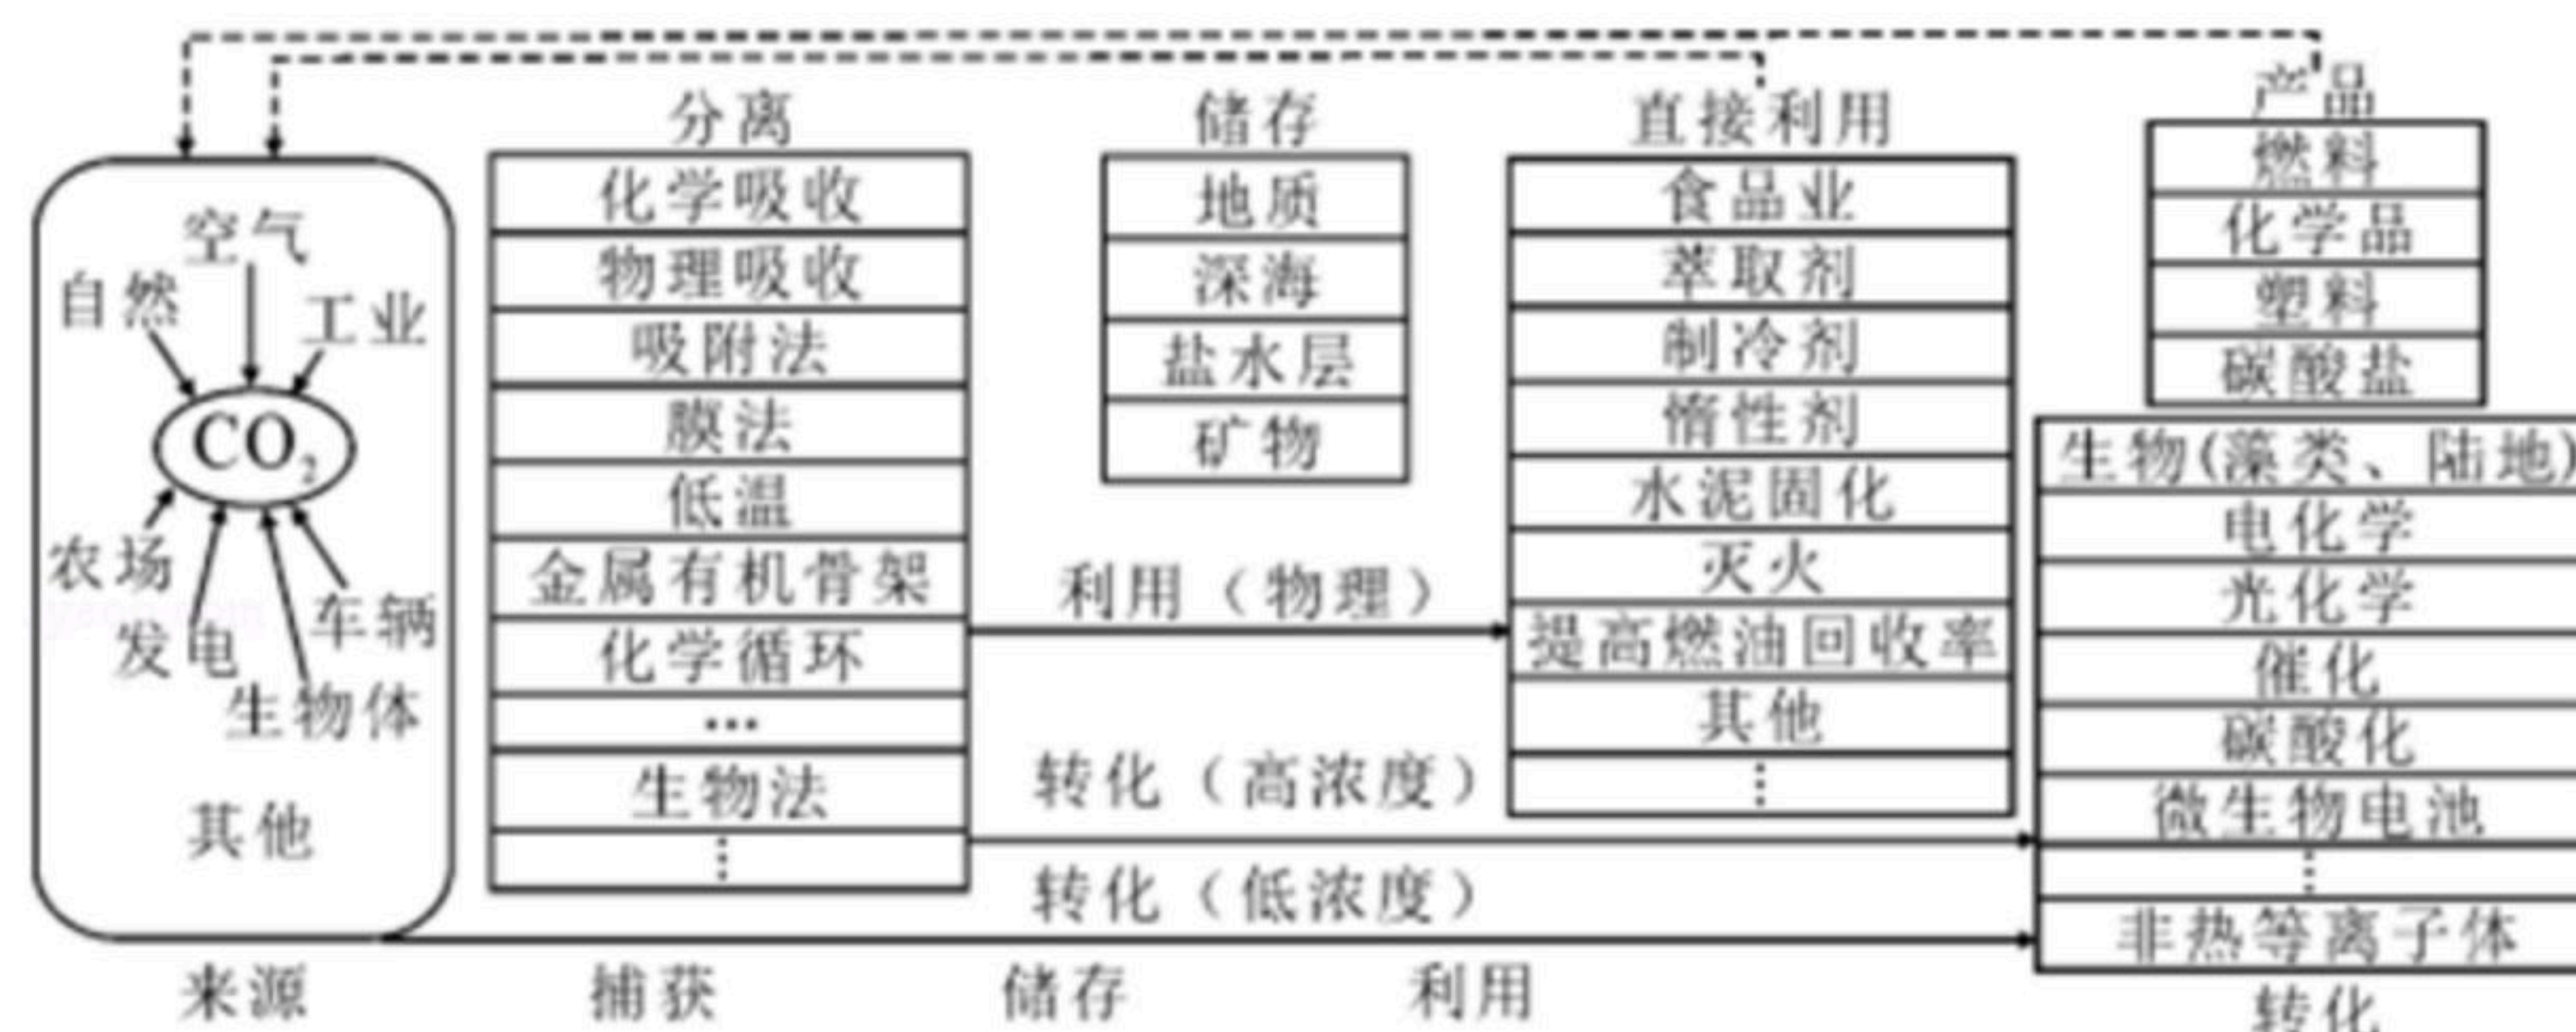 空气
自然
工业
CO₂
农场
发电
车辆
生物体
其他
来源
分离
化学吸收
物理吸收
吸附法
膜法
低温
金属有机骨架
化学循环
…
生物法
⋮
捕获
储存
地质
深海
盐水层
矿物
利用（物理）
转化（高浓度）
转化（低浓度）
储存
直接利用
食品业
萃取剂
制冷剂
惰性剂
水泥固化
灭火
提高燃油回收率
其他
⋮
利用
产品
燃料
化学品
塑料
碳酸盐
生物(藻类、陆地)
电化学
光化学
催化
碳酸化
微生物电池
⋮
非热等离子体
转化